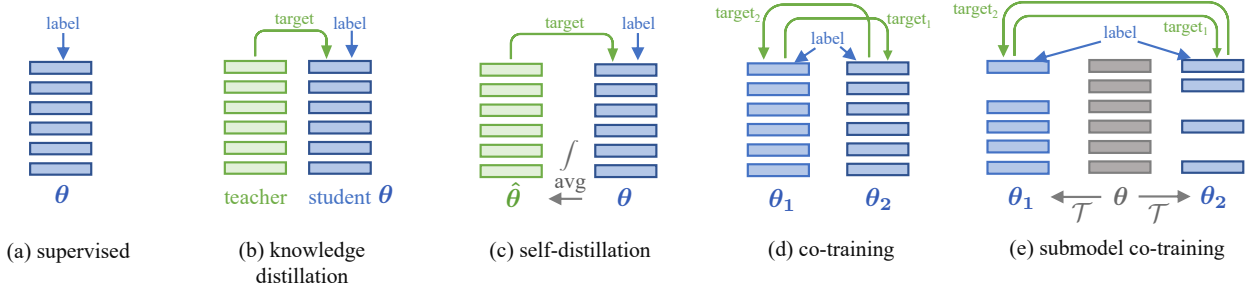 label
θ
(a) supervised
target
label
teacher
student θ
(b) knowledge
distillation
target
label
∫
avg
θ̂
θ
(c) self-distillation
target₂
target₁
label
θ₁
θ₂
(d) co-training
target₂
target₁
label
θ₁
𝒯
θ
𝒯
θ₂
(e) submodel co-training